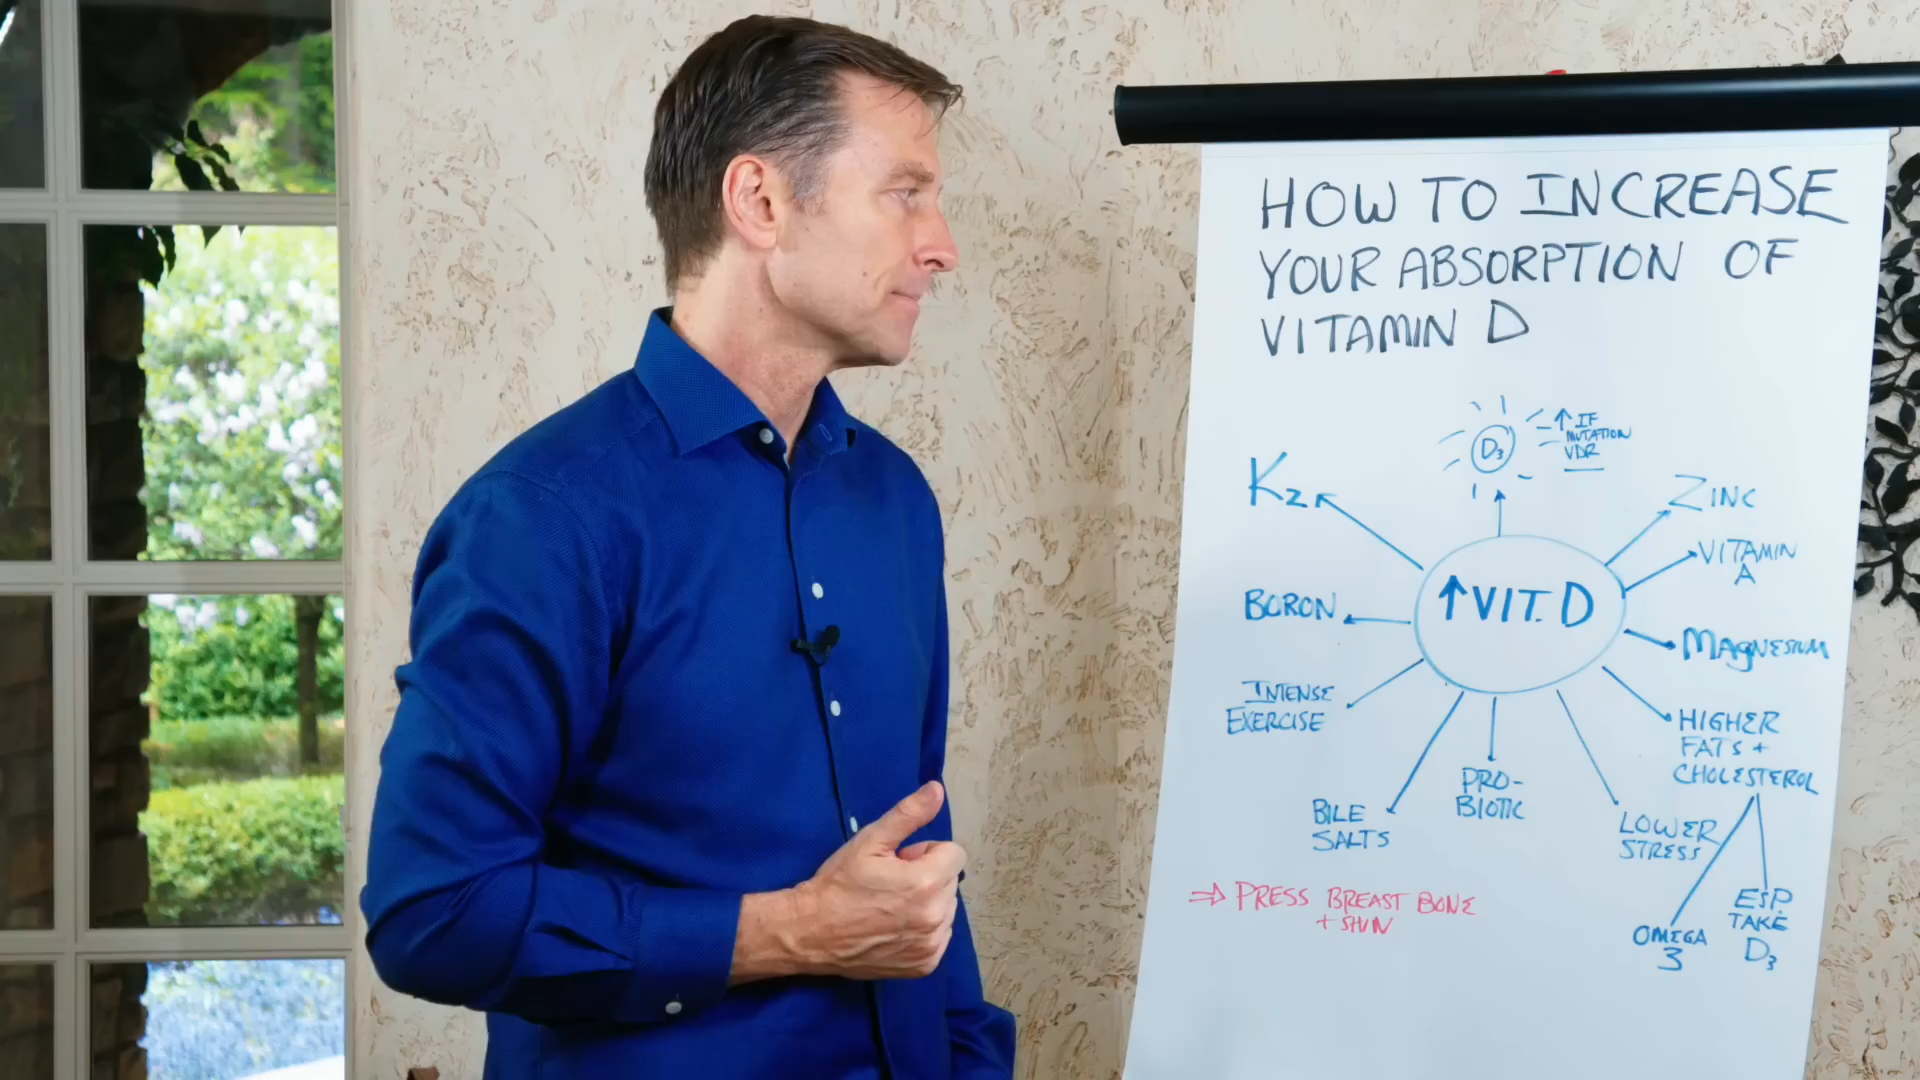 HOW TO INCREASE
YOUR ABSORPTION OF
VITAMIN D
D3
↑ IF
MUTATION
VDR
K2
ZINC
VITAMIN
A
BORON
↑VIT. D
MAGNESIUM
INTENSE
EXERCISE
HIGHER
FATS +
CHOLESTEROL
BILE
SALTS
PRO-
BIOTIC
LOWER
STRESS
⇒ PRESS BREAST BONE
+ SHIN
OMEGA
3
ESP.
TAKE
D3